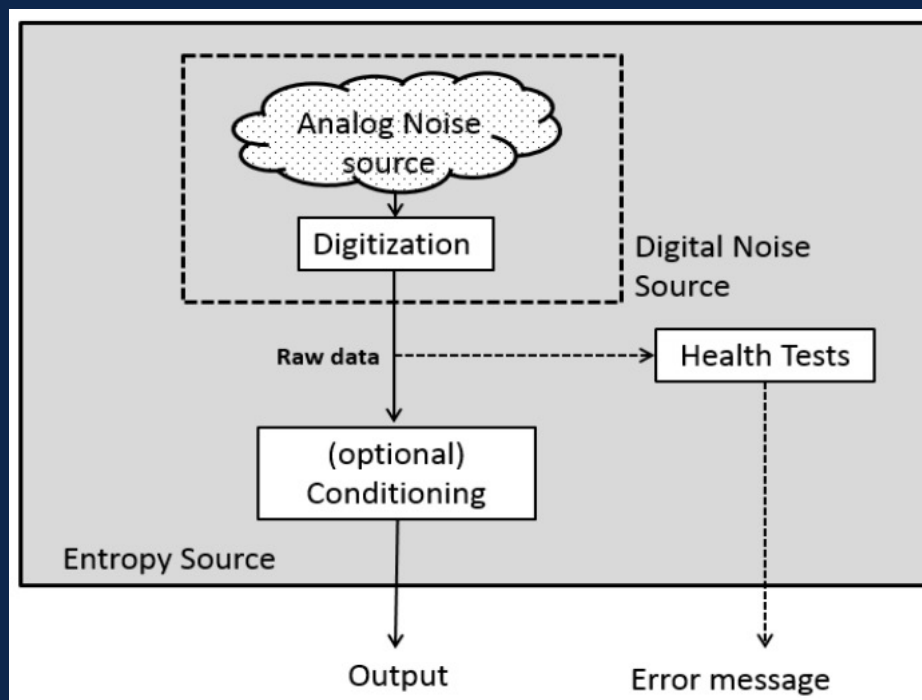 Analog Noise
source
Digitization
Digital Noise
Source
Raw data
Health Tests
(optional)
Conditioning
Entropy Source
Output
Error message